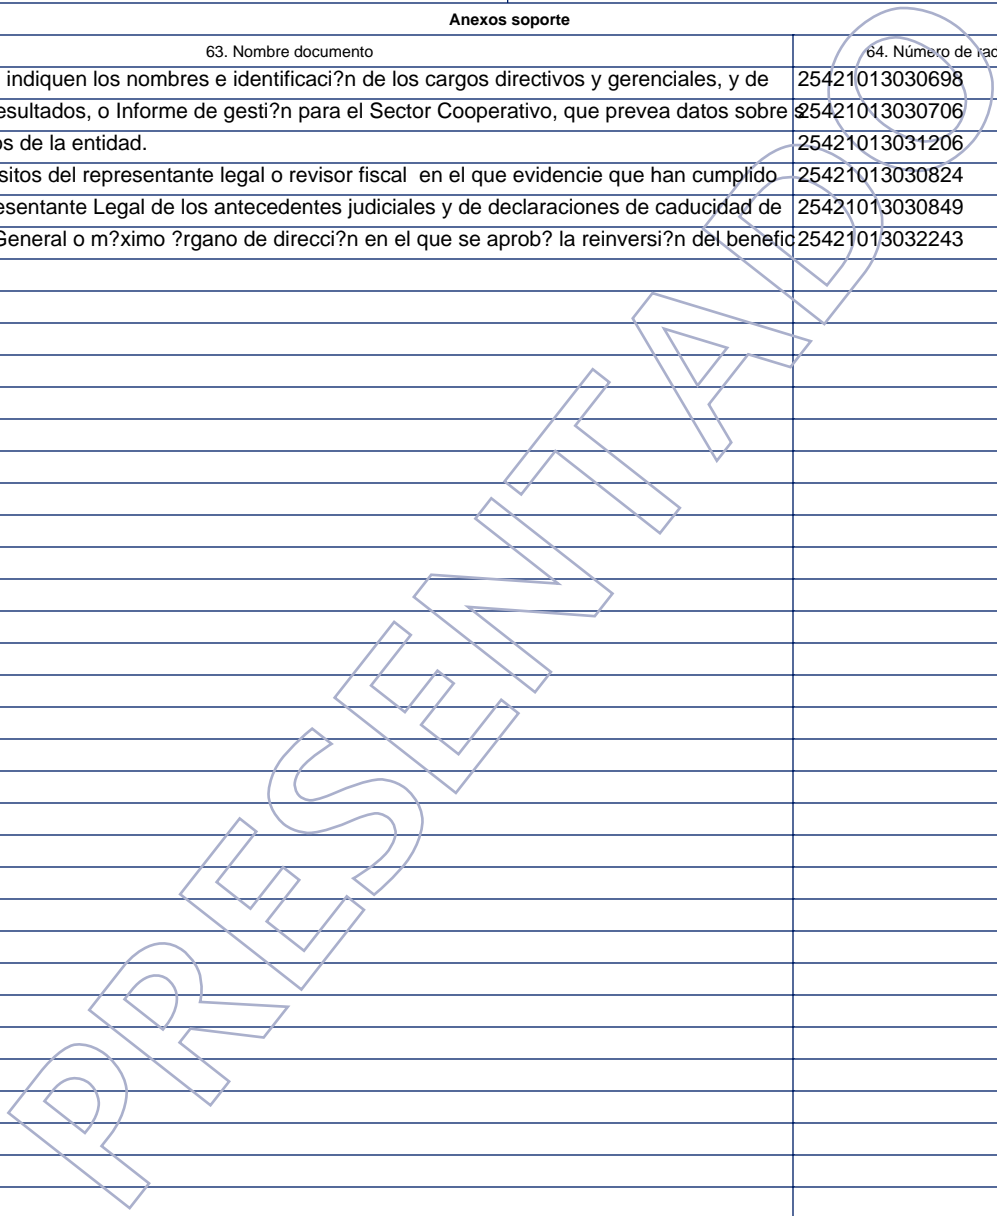 Anexos soporte
63. Nombre documento 64. Número de rad
indiquen los nombres e identificaci?n de los cargos directivos y gerenciales, y de 25421013030698
esultados, o Informe de gesti?n para el Sector Cooperativo, que prevea datos sobre s 25421013030706
os de la entidad. 25421013031206
sitos del representante legal o revisor fiscal en el que evidencie que han cumplido 25421013030824
esentante Legal de los antecedentes judiciales y de declaraciones de caducidad de 25421013030849
General o m?ximo ?rgano de direcci?n en el que se aprob? la reinversi?n del benefic 25421013032243
PRESENTADO